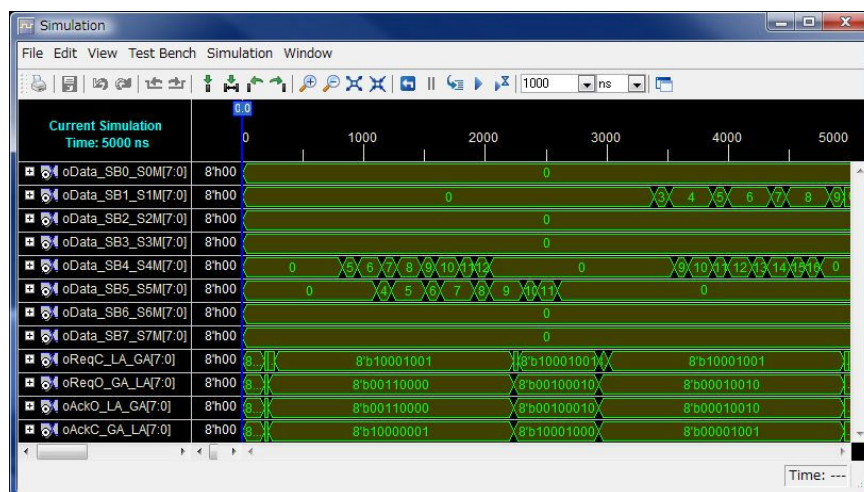 Simulation
File Edit View Test Bench Simulation Window
1000 ns
0.0
Current Simulation
Time: 5000 ns
0 1000 2000 3000 4000 5000
oData_SB0_S0M[7:0] 8'h00 0
oData_SB1_S1M[7:0] 8'h00 0 3 4 5 6 7 8 9
oData_SB2_S2M[7:0] 8'h00 0
oData_SB3_S3M[7:0] 8'h00 0
oData_SB4_S4M[7:0] 8'h00 0 5 6 7 8 9 10 11 12 0 9 10 11 12 13 14 15 16 0
oData_SB5_S5M[7:0] 8'h00 0 4 5 6 7 8 9 10 11 0
oData_SB6_S6M[7:0] 8'h00 0
oData_SB7_S7M[7:0] 8'h00 0
oReqC_LA_GA[7:0] 8'h00 8... 8'b10001001 8'b10001001 8'b10001001
oReqO_GA_LA[7:0] 8'h00 8... 8'b00110000 8'b00100010 8'b00010010
oAckO_LA_GA[7:0] 8'h00 8... 8'b00110000 8'b00100010 8'b00010010
oAckC_GA_LA[7:0] 8'h00 8... 8'b10000001 8'b10001000 8'b00001001
Time: ---